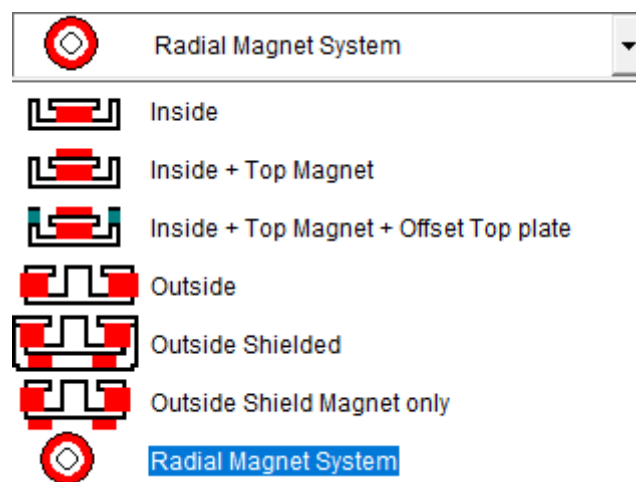 Radial Magnet System
Inside
Inside + Top Magnet
Inside + Top Magnet + Offset Top plate
Outside
Outside Shielded
Outside Shield Magnet only
Radial Magnet System